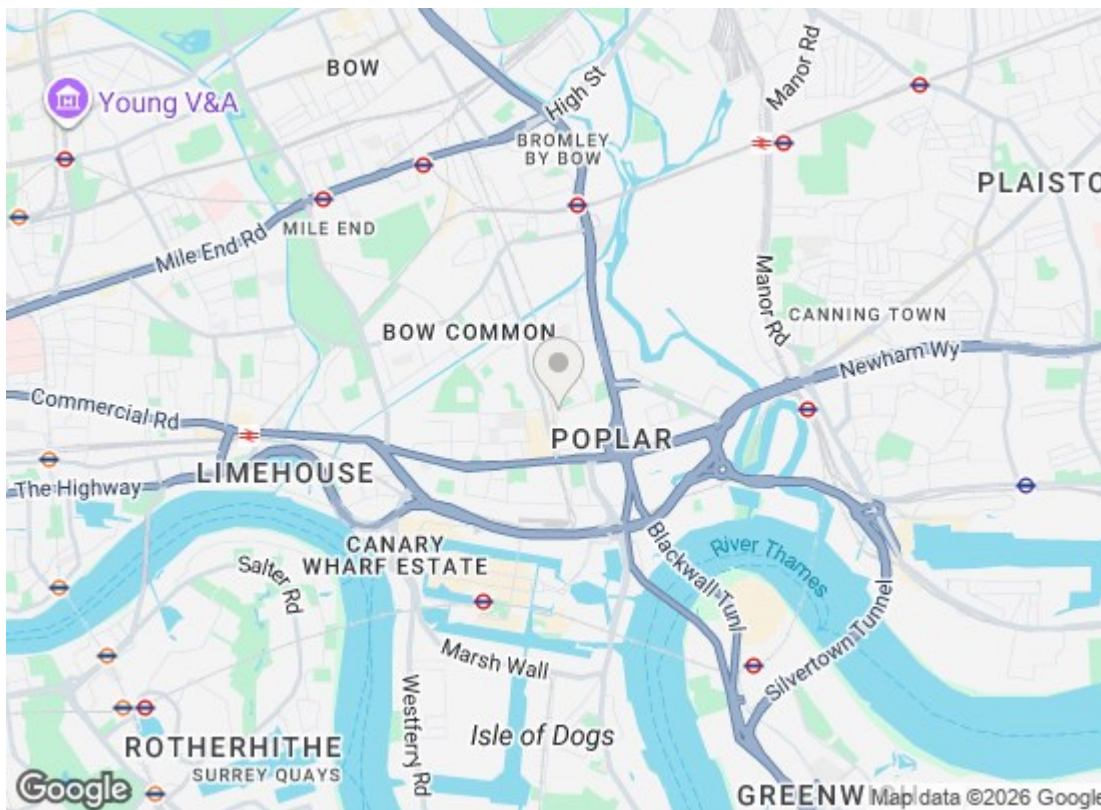 BOW
High St
Manor Rd
Young V&A
BROMLEY
BY BOW
PLAISTO
MILE END
Mile End Rd
Manor Rd
BOW COMMON
CANNING TOWN
Newham Wy
Commercial Rd
POPLAR
LIMEHOUSE
The Highway
CANARY
WHARF ESTATE
Blackwall Tunl
River Thames
Salter Rd
Silvertown Tunnel
Marsh Wall
Westferry Rd
Isle of Dogs
ROTHERHITHE
SURREY QUAYS
Google
GREENW
Map data ©2026 Google